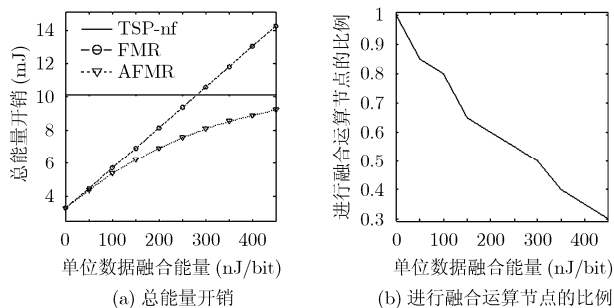 总能量开销 (mJ)
14
12
10
8
6
4
TSP-nf
FMR
AFMR
0 100 200 300 400
单位数据融合能量 (nJ/bit)
(a) 总能量开销
进行融合运算节点的比例
1
0.9
0.8
0.7
0.6
0.5
0.4
0.3
0 100 200 300 400
单位数据融合能量 (nJ/bit)
(b) 进行融合运算节点的比例